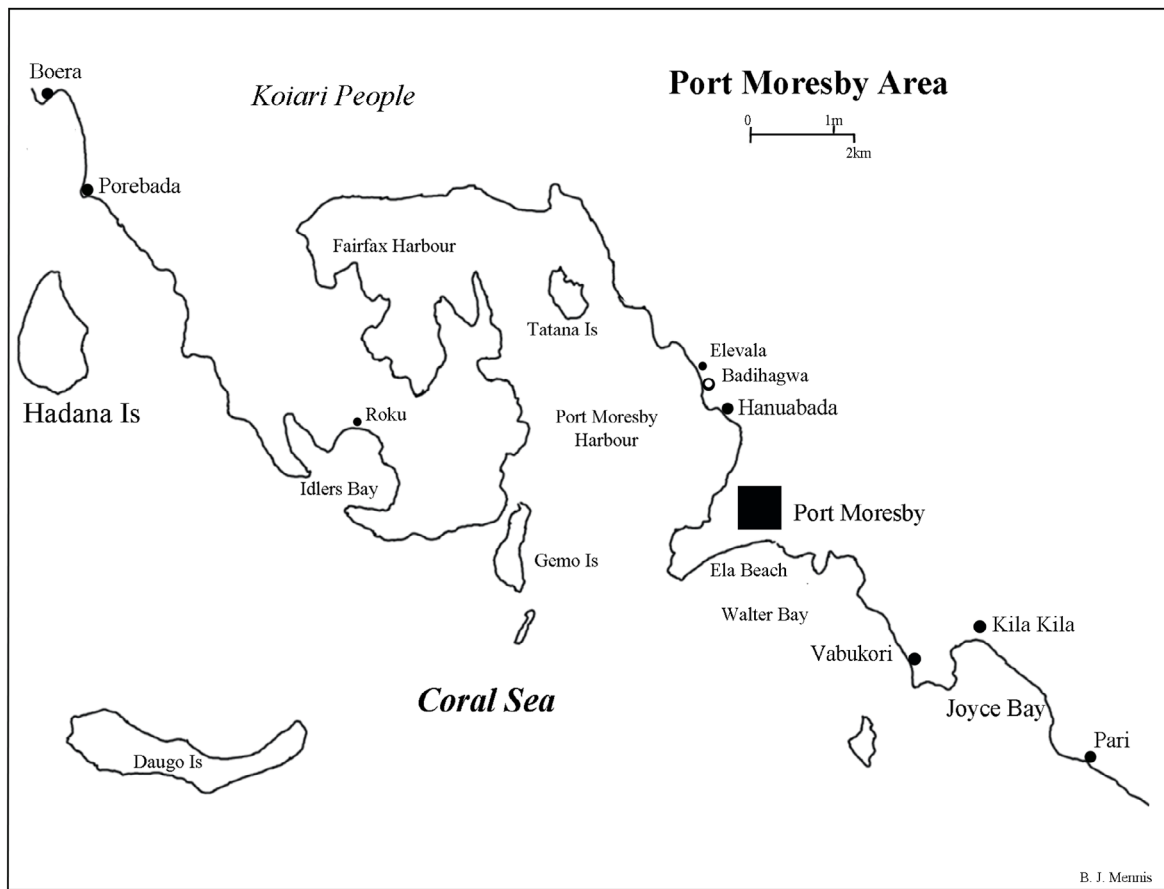 Port Moresby Area
0 1m
2km
Boera
Koiari People
Porebada
Fairfax Harbour
Tatana Is
Hadana Is
Elevala
Badihagwa
Hanuabada
Roku
Port Moresby
Harbour
Idlers Bay
Port Moresby
Gemo Is
Ela Beach
Walter Bay
Kila Kila
Vabukori
Coral Sea
Joyce Bay
Pari
Daugo Is
B. J. Mennis